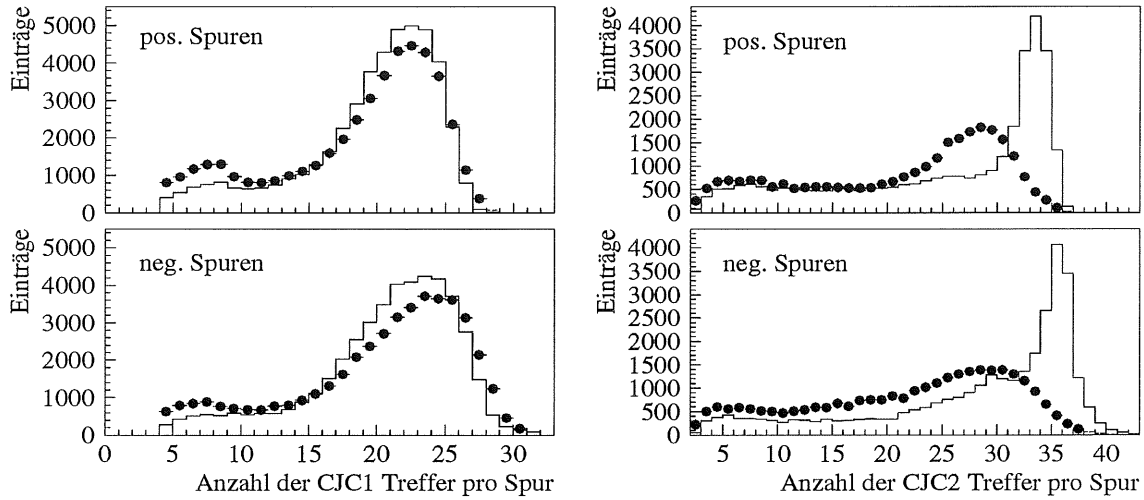 Einträge
5000
4000
3000
2000
1000
0
pos. Spuren
Einträge
4000
3500
3000
2500
2000
1500
1000
500
0
pos. Spuren
Einträge
5000
4000
3000
2000
1000
0
neg. Spuren
0 5 10 15 20 25 30
Anzahl der CJC1 Treffer pro Spur
Einträge
4000
3500
3000
2500
2000
1500
1000
500
0
neg. Spuren
5 10 15 20 25 30 35 40
Anzahl der CJC2 Treffer pro Spur